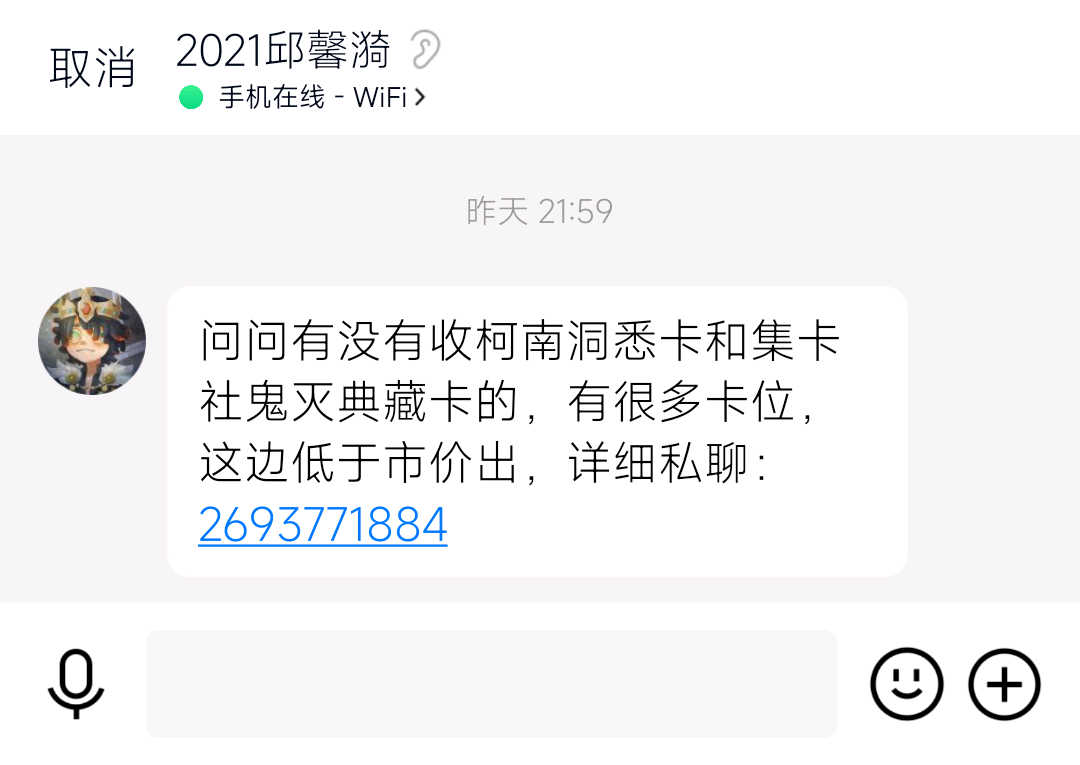 取消
2021邱馨漪
手机在线 - WiFi
昨天 21:59
问问有没有收柯南洞悉卡和集卡
社鬼灭典藏卡的，有很多卡位，
这边低于市价出，详细私聊：
2693771884